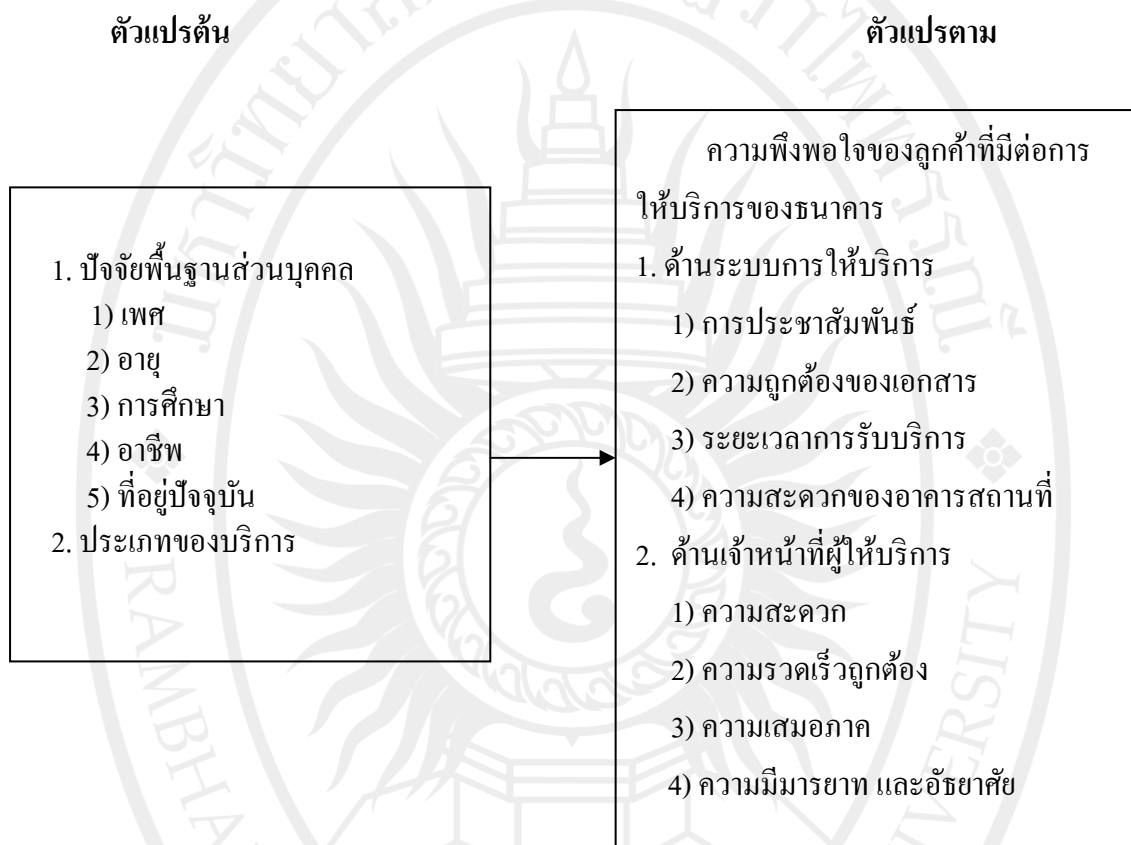 ตัวแปรต้น
ตัวแปรตาม
1. ปัจจัยพื้นฐานส่วนบุคคล
1) เพศ
2) อายุ
3) การศึกษา
4) อาชีพ
5) ที่อยู่ปัจจุบัน
2. ประเภทของบริการ
ความพึงพอใจของลูกค้าที่มีต่อการ
ให้บริการของธนาคาร
1. ด้านระบบการให้บริการ
1) การประชาสัมพันธ์
2) ความถูกต้องของเอกสาร
3) ระยะเวลาการรับบริการ
4) ความสะดวกของอาคารสถานที่
2. ด้านเจ้าหน้าที่ผู้ให้บริการ
1) ความสะดวก
2) ความรวดเร็วถูกต้อง
3) ความเสมอภาค
4) ความมีมารยาท และอัธยาศัย